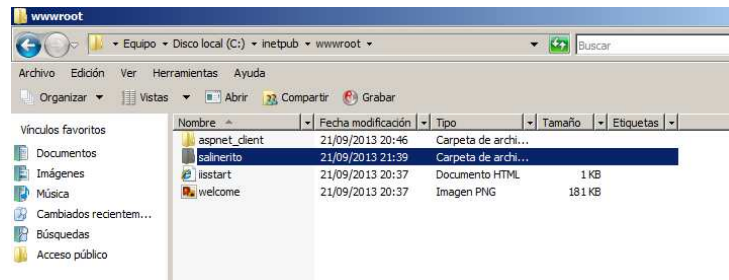 wwwroot
Equipo Disco local (C:) inetpub wwwroot Buscar
Archivo Edición Ver Herramientas Ayuda
Organizar Vistas Abrir Compartir Grabar
Vínculos favoritos
Documentos
Imágenes
Música
Cambiados recientem...
Búsquedas
Acceso público
Nombre Fecha modificación Tipo Tamaño Etiquetas
aspnet_client 21/09/2013 20:46 Carpeta de archi...
salinerito 21/09/2013 21:39 Carpeta de archi...
iisstart 21/09/2013 20:37 Documento HTML 1 KB
welcome 21/09/2013 20:37 Imagen PNG 181 KB